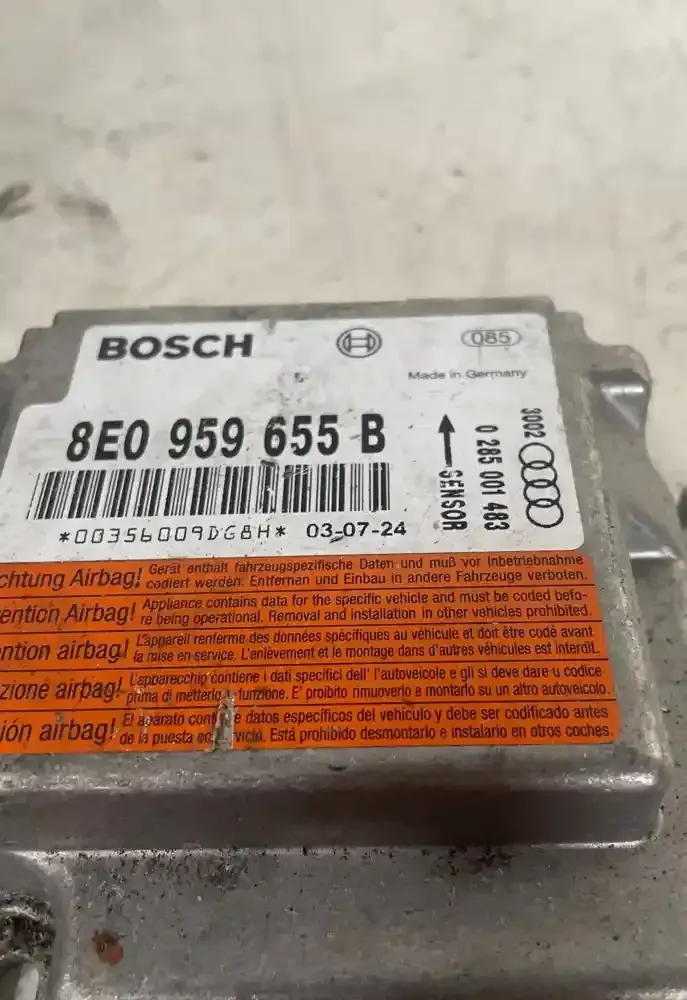 BOSCH
085
Made in Germany
8E0 959 655 B
SENSOR
0 285 001 483
3002
*00356009DG8H* 03-07-24
chtung Airbag! Gerät enthält fahrzeugspezifische Daten und muß vor Inbetriebnahme
codiert werden. Entfernen und Einbau in andere Fahrzeuge verboten.
ention Airbag! Appliance contains data for the specific vehicle and must be coded befo-
re being operational. Removal and installation in other vehicles prohibited.
ntion airbag! L'appareil renferme des données spécifiques au véhicule et doit être codé avant
la mise en service. L'enlèvement et le montage dans d'autres véhicules est interdit.
zione airbag! L'apparecchio contiene i dati specifici dell' l'autoveicole e gli si deve dare u codice
prima di metterlo funzione. E' proibito rimuoverlo e montarlo su un altro autoveicolo.
ión airbag! El aparato datos específicos del vehículo y debe ser codificado antes
de la puesta Está prohibido desmontarlo e instalarlo en otros coches.